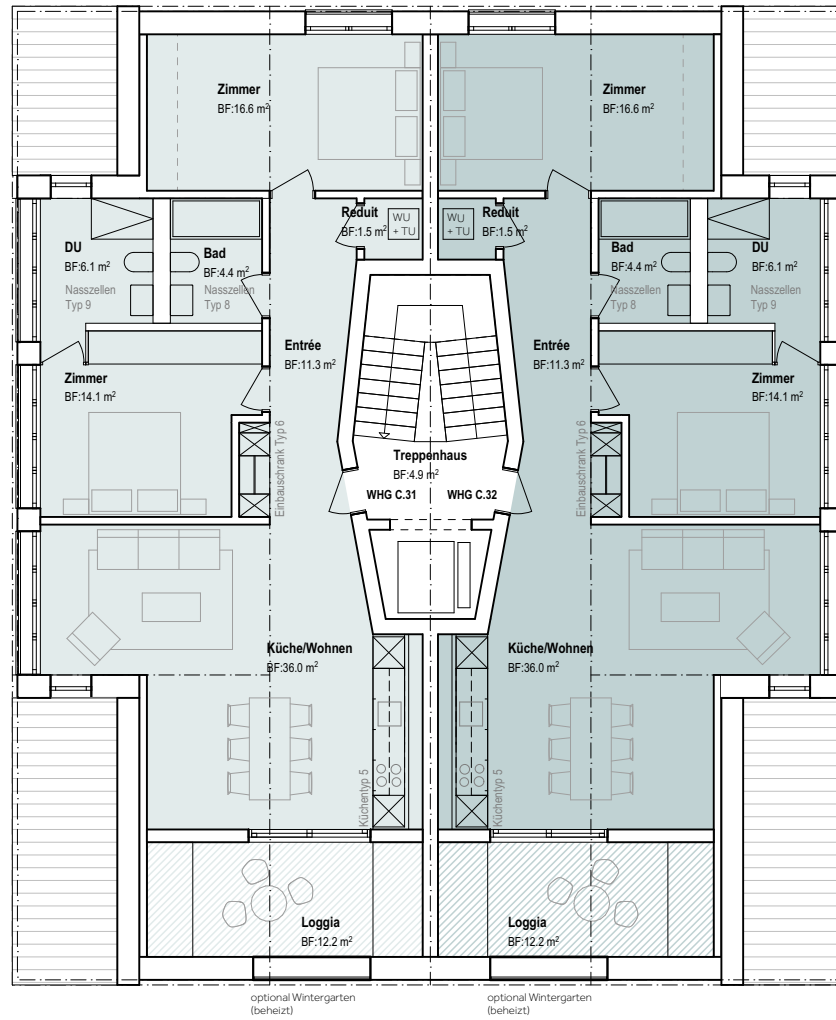 Zimmer
BF:16.6 m²
Zimmer
BF:16.6 m²
Reduit
BF:1.5 m²
WU
+ TU
WU
+ TU
Reduit
BF:1.5 m²
DU
BF:6.1 m²
Nasszellen
Typ 9
Bad
BF:4.4 m²
Nasszellen
Typ 8
Bad
BF:4.4 m²
Nasszellen
Typ 8
DU
BF:6.1 m²
Nasszellen
Typ 9
Entrée
BF:11.3 m²
Entrée
BF:11.3 m²
Zimmer
BF:14.1 m²
Zimmer
BF:14.1 m²
Einbauschrank Typ 6
Einbauschrank Typ 6
Treppenhaus
BF:4.9 m²
WHG C.31
WHG C.32
Küche/Wohnen
BF:36.0 m²
Küche/Wohnen
BF:36.0 m²
Küchentyp 5
Küchentyp 5
Loggia
BF:12.2 m²
Loggia
BF:12.2 m²
optional Wintergarten
(beheizt)
optional Wintergarten
(beheizt)